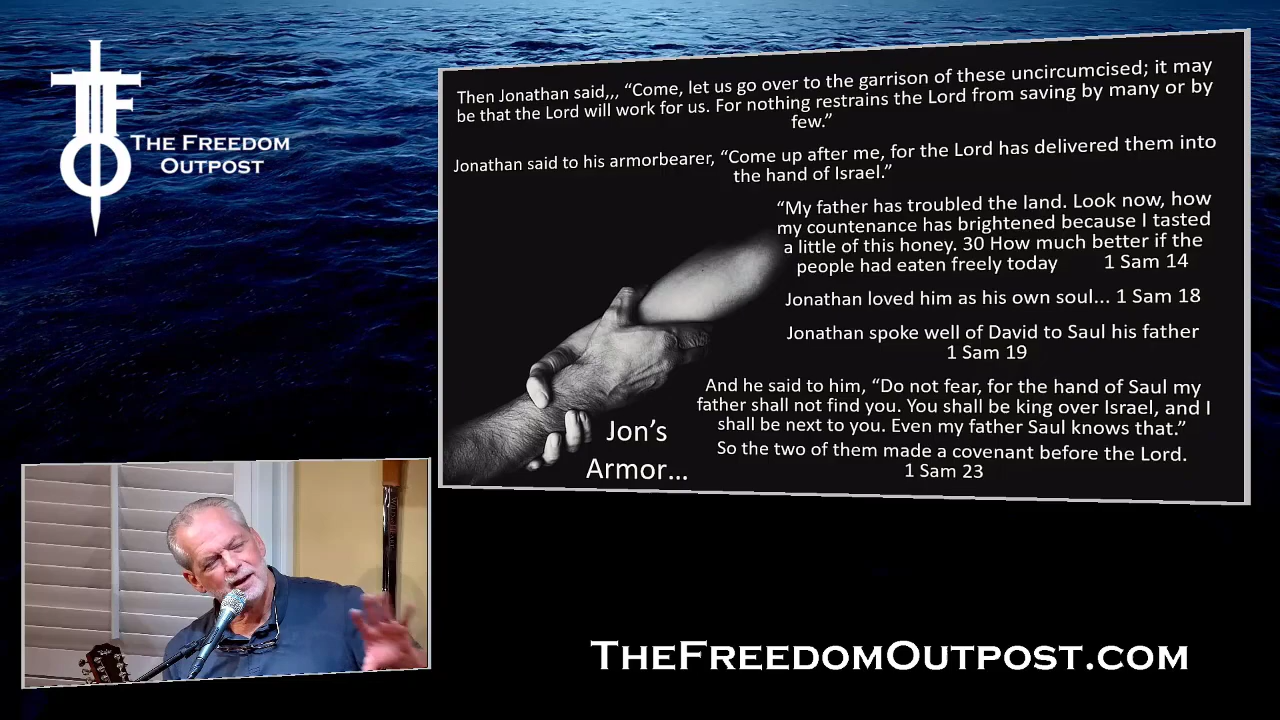 THE FREEDOM
OUTPOST
Then Jonathan said,,, “Come, let us go over to the garrison of these uncircumcised; it may
be that the Lord will work for us. For nothing restrains the Lord from saving by many or by
few.”
Jonathan said to his armorbearer, “Come up after me, for the Lord has delivered them into
the hand of Israel.”
“My father has troubled the land. Look now, how
my countenance has brightened because I tasted
a little of this honey. 30 How much better if the
people had eaten freely today 1 Sam 14
Jonathan loved him as his own soul... 1 Sam 18
Jonathan spoke well of David to Saul his father
1 Sam 19
And he said to him, “Do not fear, for the hand of Saul my
father shall not find you. You shall be king over Israel, and I
shall be next to you. Even my father Saul knows that.”
So the two of them made a covenant before the Lord.
1 Sam 23
Jon’s
Armor...
THEFREEDOMOUTPOST.COM